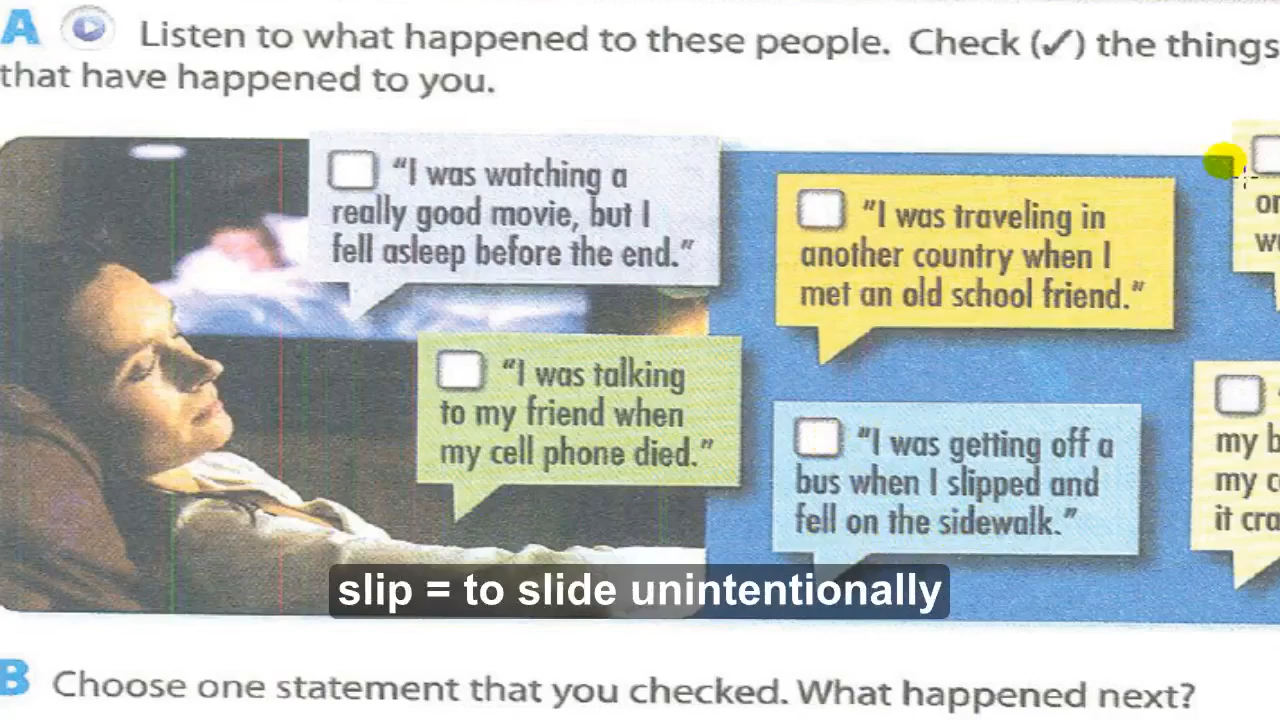 A Listen to what happened to these people. Check (✓) the things
that have happened to you.
"I was watching a
really good movie, but I
fell asleep before the end."
"I was talking
to my friend when
my cell phone died."
"I was traveling in
another country when I
met an old school friend."
"I was getting off a
bus when I slipped and
fell on the sidewalk."
my
my
it
slip = to slide unintentionally
B Choose one statement that you checked. What happened next?